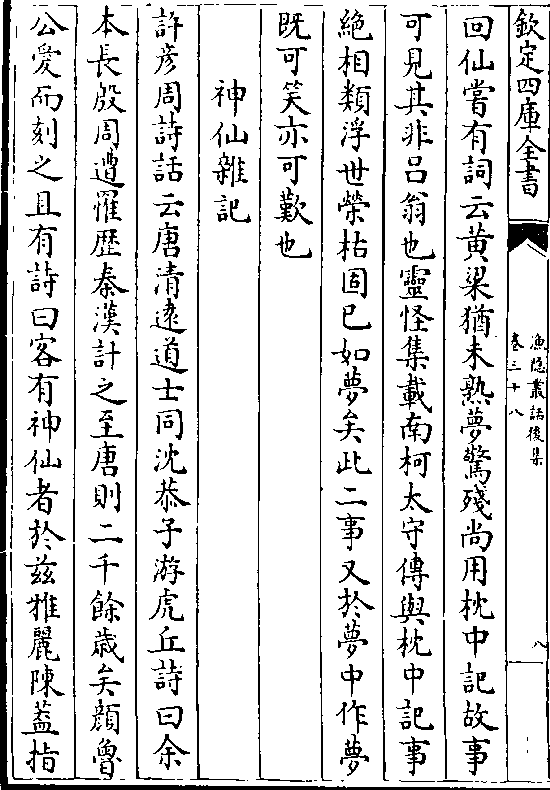 欽定四庫全書
漁隱叢話後集
卷三十八
八
回仙嘗有詞云黃粱猶未熟夢驚殘尚用枕中記故事
可見其非吕翁也靈怪集載南柯太守傳與枕中記事
絶相類浮世榮枯固已如夢矣此二事又於夢中作夢
既可笑亦可歎也
神仙雜記
許彦周詩話云唐清逺道士同沈恭子游虎丘詩曰余
本長殷周遭罹歴秦漢計之至唐則二千餘歳矣顔魯
公愛而刻之且有詩曰客有神仙者於兹雅麗陳葢指